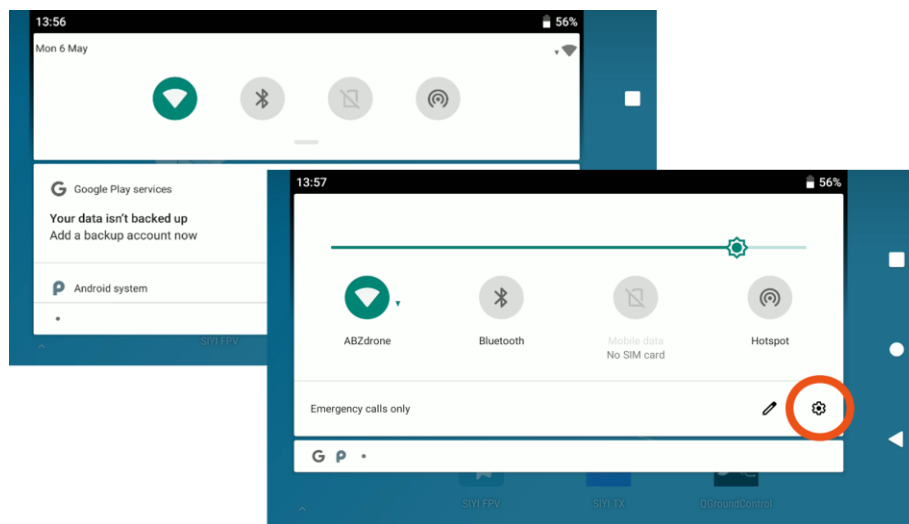 13:56
56%
Mon 6 May
Google Play services
Your data isn't backed up
Add a backup account now
Android system
SIYI FPV
13:57
56%
ABZdrone
Bluetooth
Mobile data
Hotspot
No SIM card
Emergency calls only
SIYI FPV
SIYI TX
QGroundControl